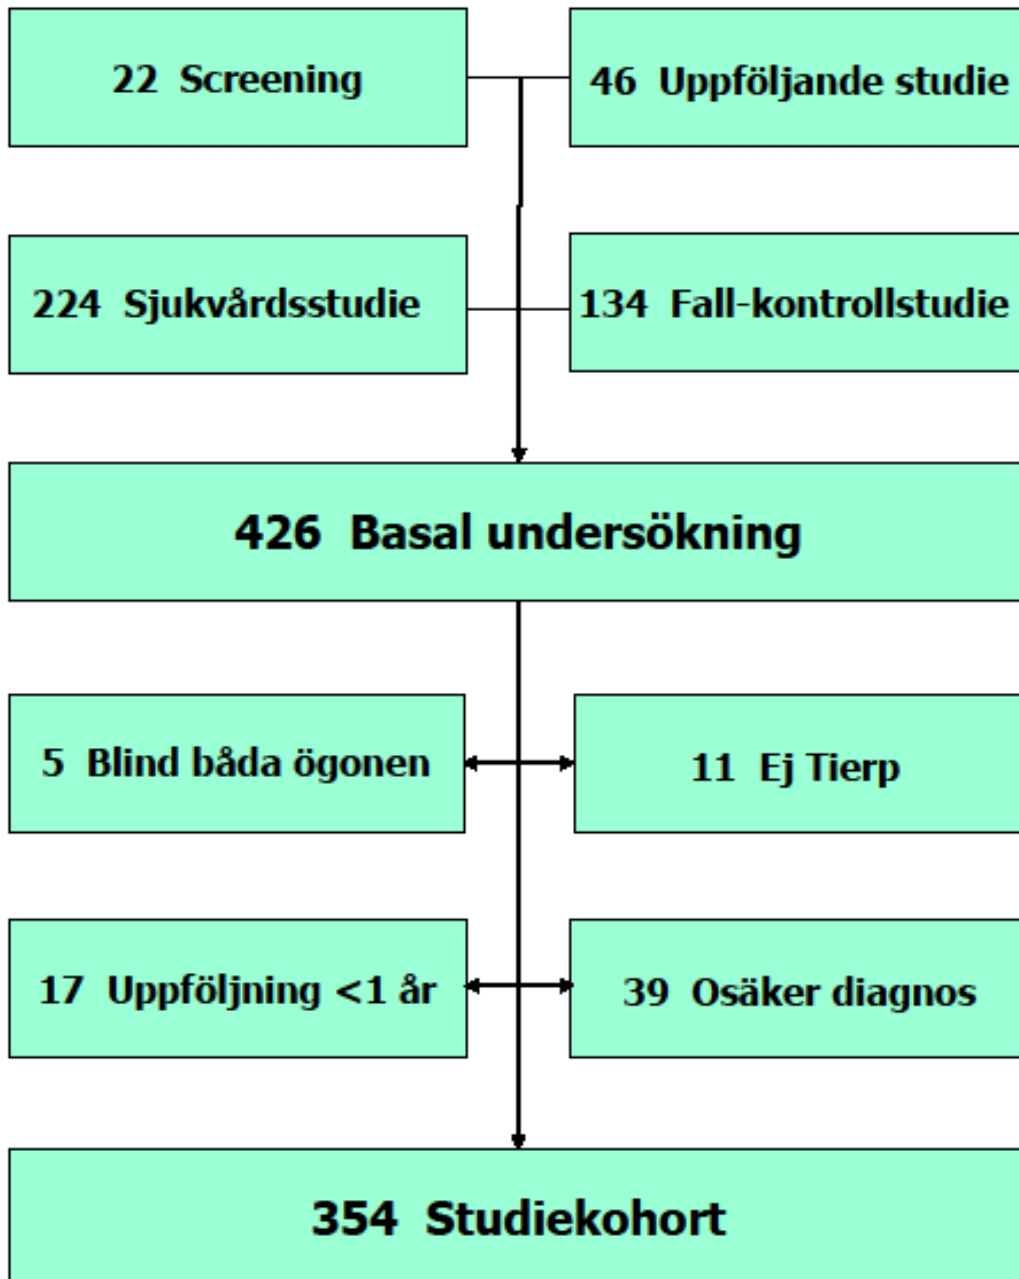 22 Screening
46 Uppföljande studie
224 Sjukvårdsstudie
134 Fall-kontrollstudie
426 Basal undersökning
5 Blind båda ögonen
11 Ej Tierp
17 Uppföljning <1 år
39 Osäker diagnos
354 Studiekohort